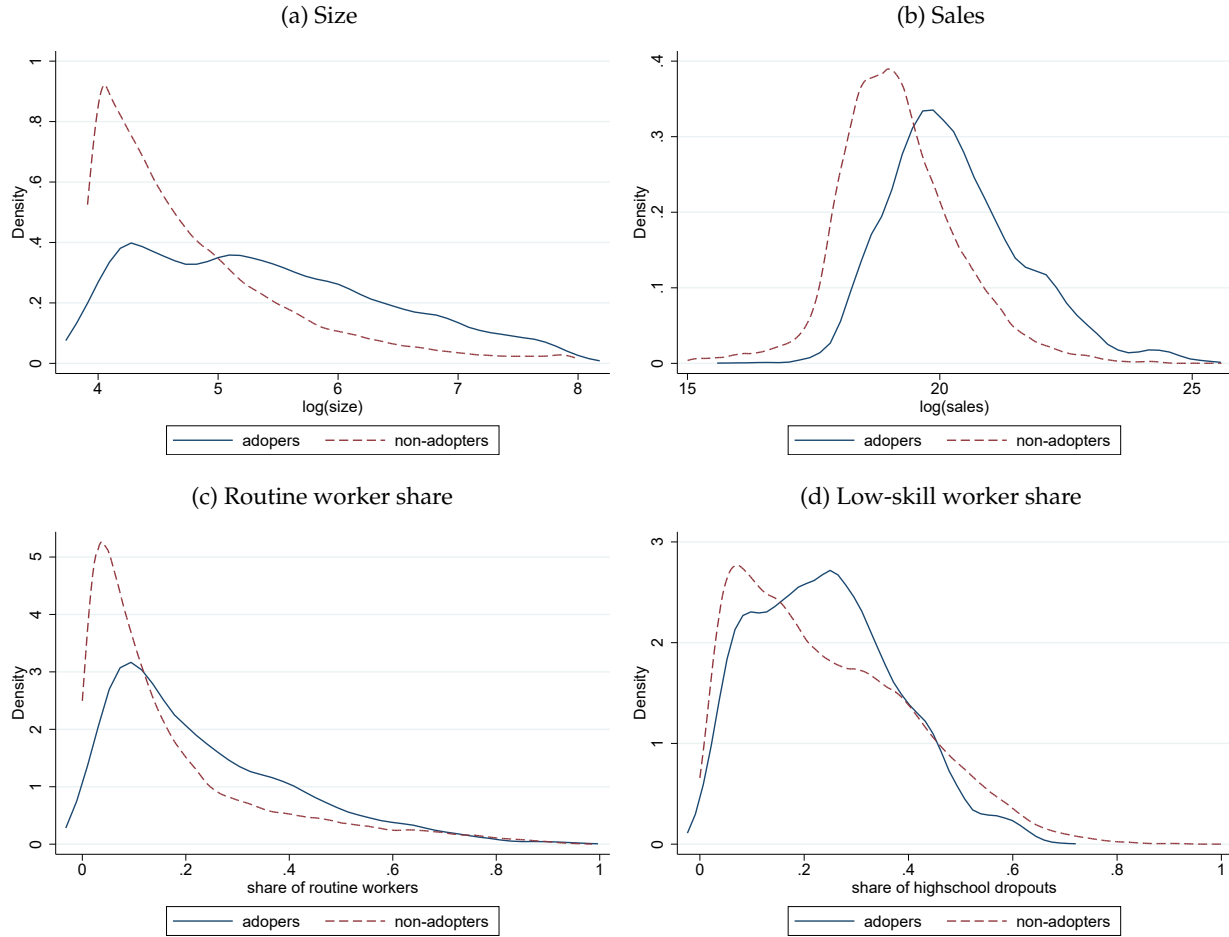 (a) Size
Density
0 .2 .4 .6 .8 1
4 5 6 7 8
log(size)
adopers non-adopters
(b) Sales
Density
0 .1 .2 .3 .4
15 20 25
log(sales)
adopers non-adopters
(c) Routine worker share
Density
0 1 2 3 4 5
0 .2 .4 .6 .8 1
share of routine workers
adopers non-adopters
(d) Low-skill worker share
Density
0 1 2 3
0 .2 .4 .6 .8 1
share of highschool dropouts
adopers non-adopters